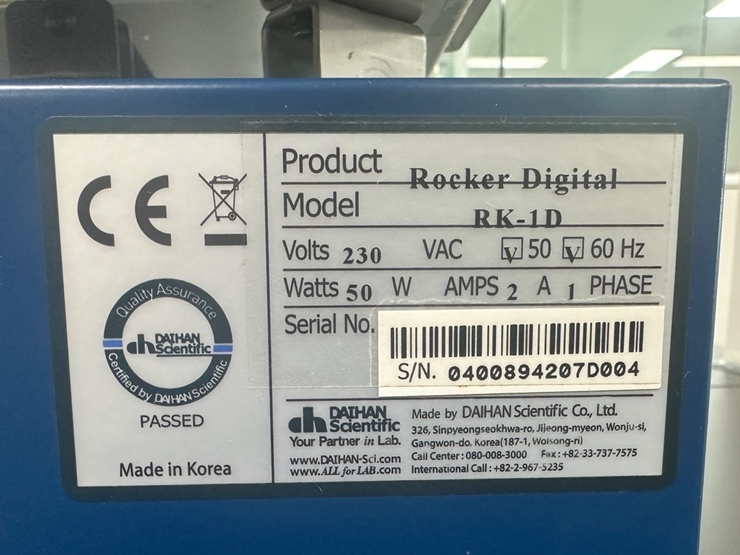 CE
Quality Assurance
dh DAIHAN
Scientific
Certified by DAIHAN Scientific
PASSED
Made in Korea
Product Rocker Digital
Model RK-1D
Volts 230 VAC V 50 V 60 Hz
Watts 50 W AMPS 2 A 1 PHASE
Serial No.
S/N. 0400894207D004
dh DAIHAN
Scientific
Your Partner in Lab.
www.DAIHAN-Sci.com
www.ALL for LAB.com
Made by DAIHAN Scientific Co., Ltd.
326, Sinpyeongseokhwa-ro, Jijeong-myeon, Wonju-si,
Gangwon-do, Korea(187-1, Wolsong-ri)
Call Center : 080-008-3000 Fax : +82-33-737-7575
International Call : +82-2-967-5235